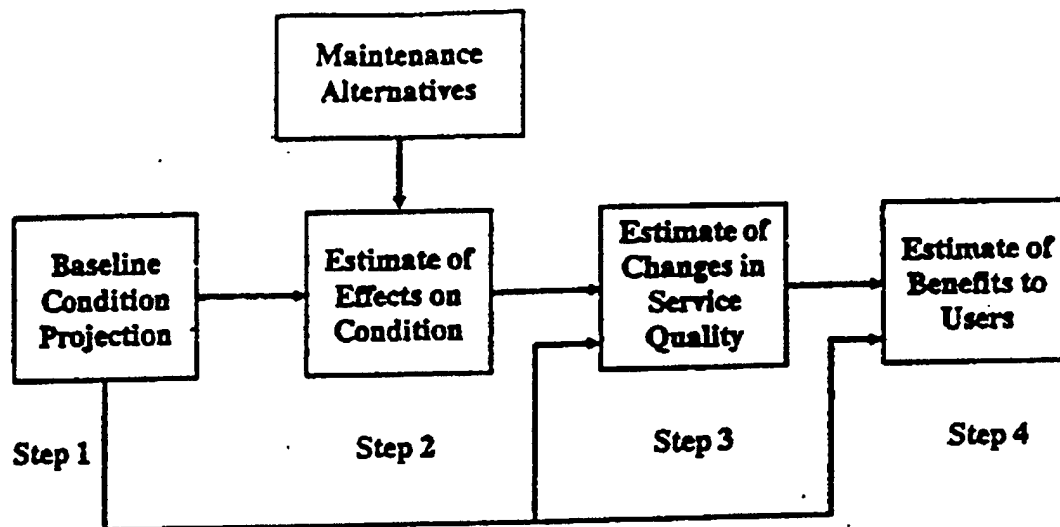 Maintenance
Alternatives
Baseline
Condition
Projection
Estimate of
Effects on
Condition
Estimate of
Changes in
Service
Quality
Estimate of
Benefits to
Users
Step 1
Step 2
Step 3
Step 4